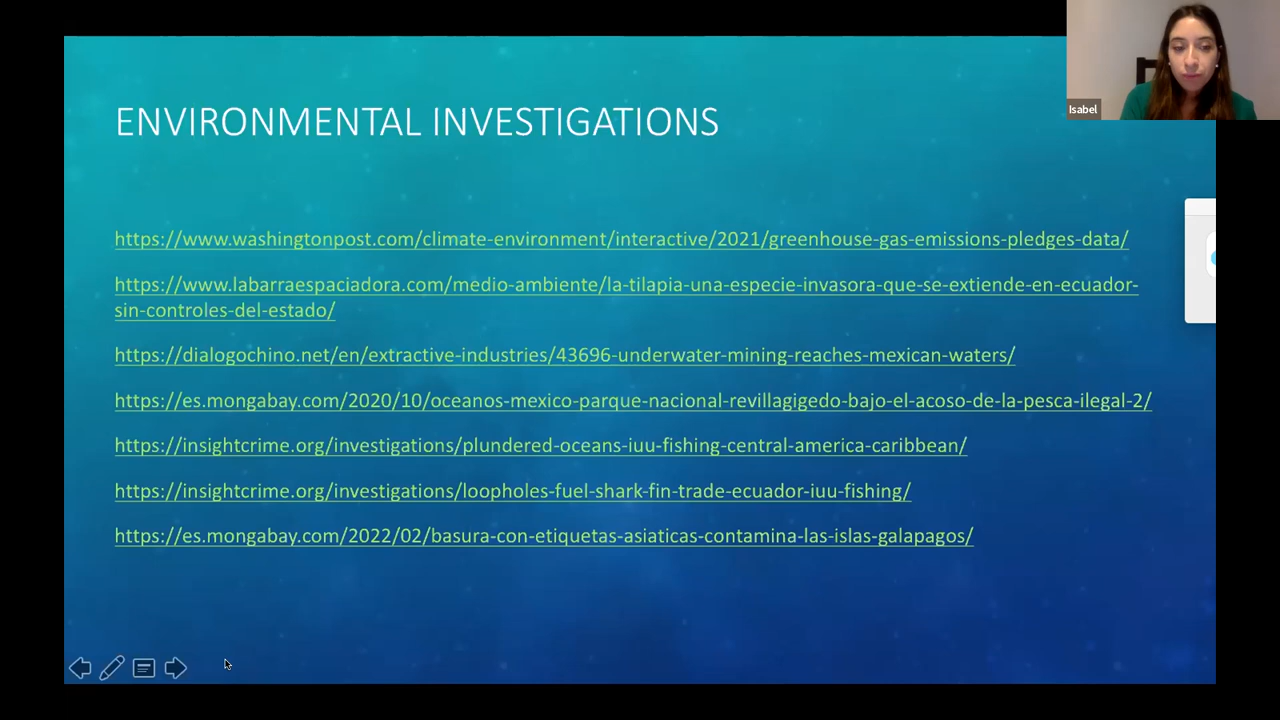 Isabel
ENVIRONMENTAL INVESTIGATIONS
https://www.washingtonpost.com/climate-environment/interactive/2021/greenhouse-gas-emissions-pledges-data/
https://www.labarraespaciadora.com/medio-ambiente/la-tilapia-una-especie-invasora-que-se-extiende-en-ecuador-
sin-controles-del-estado/
https://dialogochino.net/en/extractive-industries/43696-underwater-mining-reaches-mexican-waters/
https://es.mongabay.com/2020/10/oceanos-mexico-parque-nacional-revillagigedo-bajo-el-acoso-de-la-pesca-ilegal-2/
https://insightcrime.org/investigations/plundered-oceans-iuu-fishing-central-america-caribbean/
https://insightcrime.org/investigations/loopholes-fuel-shark-fin-trade-ecuador-iuu-fishing/
https://es.mongabay.com/2022/02/basura-con-etiquetas-asiaticas-contamina-las-islas-galapagos/